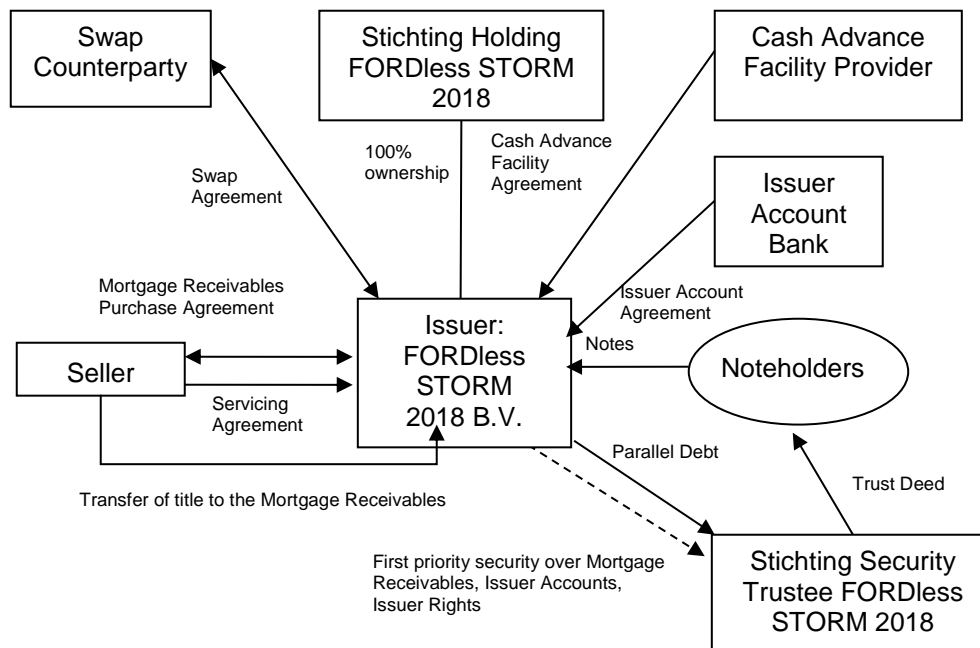 Swap
Counterparty
Stichting Holding
FORDless STORM
2018
Cash Advance
Facility Provider
100%
ownership
Cash Advance
Facility
Agreement
Swap
Agreement
Issuer
Account
Bank
Mortgage Receivables
Purchase Agreement
Issuer Account
Agreement
Issuer:
FORDless
STORM
2018 B.V.
Notes
Seller
Noteholders
Servicing
Agreement
Parallel Debt
Trust Deed
Transfer of title to the Mortgage Receivables
First priority security over Mortgage
Receivables, Issuer Accounts,
Issuer Rights
Stichting Security
Trustee FORDless
STORM 2018